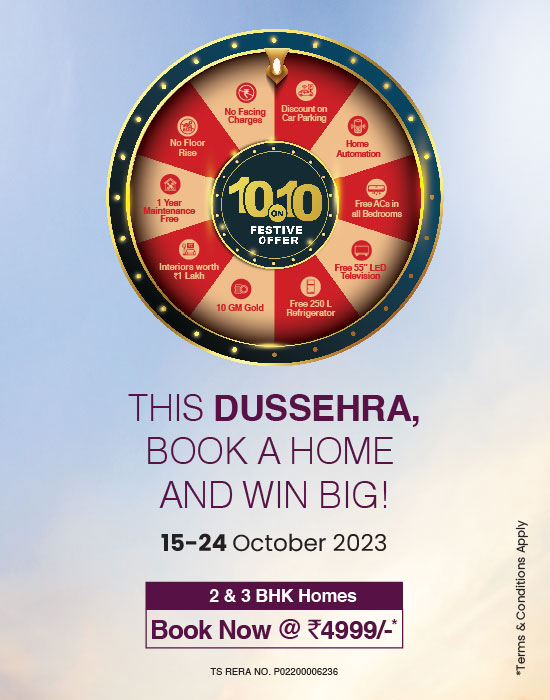 No Facing
Charges
Discount on
Car Parking
Home
Automation
Free ACs in
all Bedrooms
Free 55" LED
Television
Free 250 L
Refrigerator
10 GM Gold
Interiors worth
₹1 Lakh
1 Year
Maintenance
Free
No Floor
Rise
10 ON 10
FESTIVE
OFFER
THIS DUSSEHRA,
BOOK A HOME
AND WIN BIG!
15-24 October 2023
2 & 3 BHK Homes
Book Now @ ₹4999/-*
TS RERA NO. P02200006236
*Terms & Conditions Apply